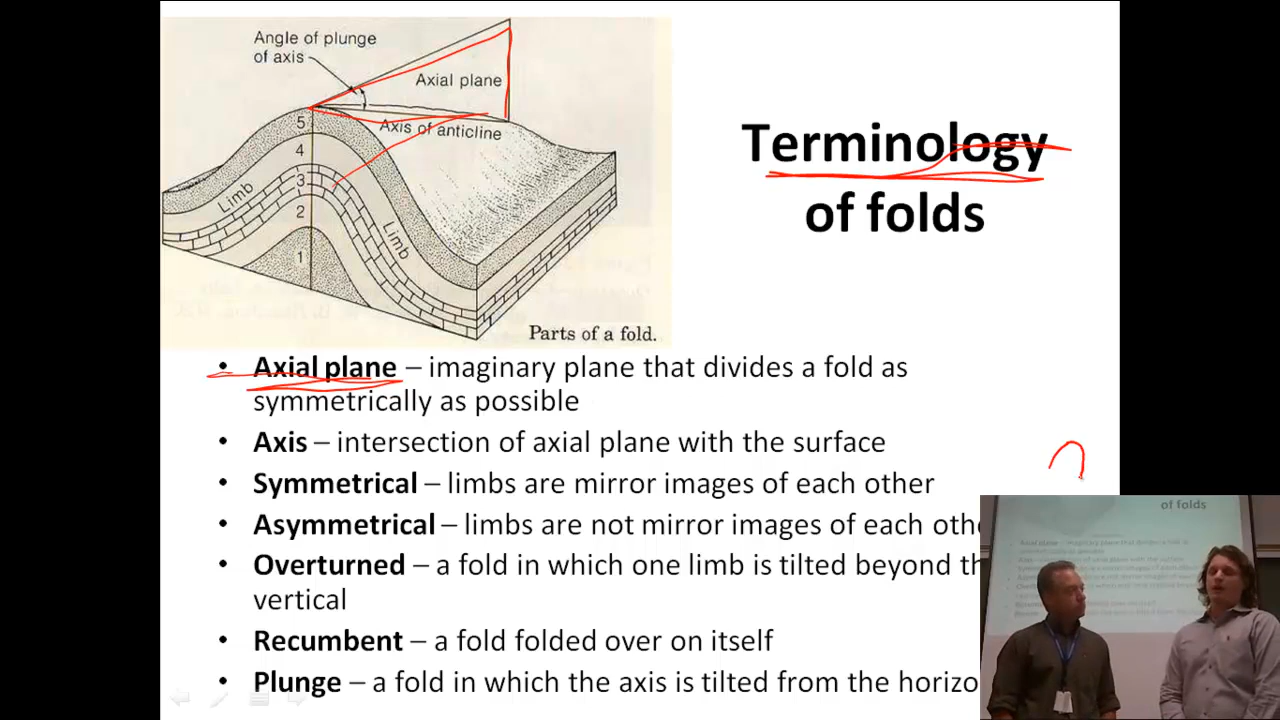 Angle of plunge
of axis
Axial plane
Axis of anticline
5
4
3
2
1
Limb
Limb
Parts of a fold.
Terminology
of folds
• Axial plane – imaginary plane that divides a fold as
symmetrically as possible
• Axis – intersection of axial plane with the surface
• Symmetrical – limbs are mirror images of each other
• Asymmetrical – limbs are not mirror images of each
• Overturned – a fold in which one limb is tilted beyond
vertical
• Recumbent – a fold folded over on itself
• Plunge – a fold in which the axis is tilted from the
of folds